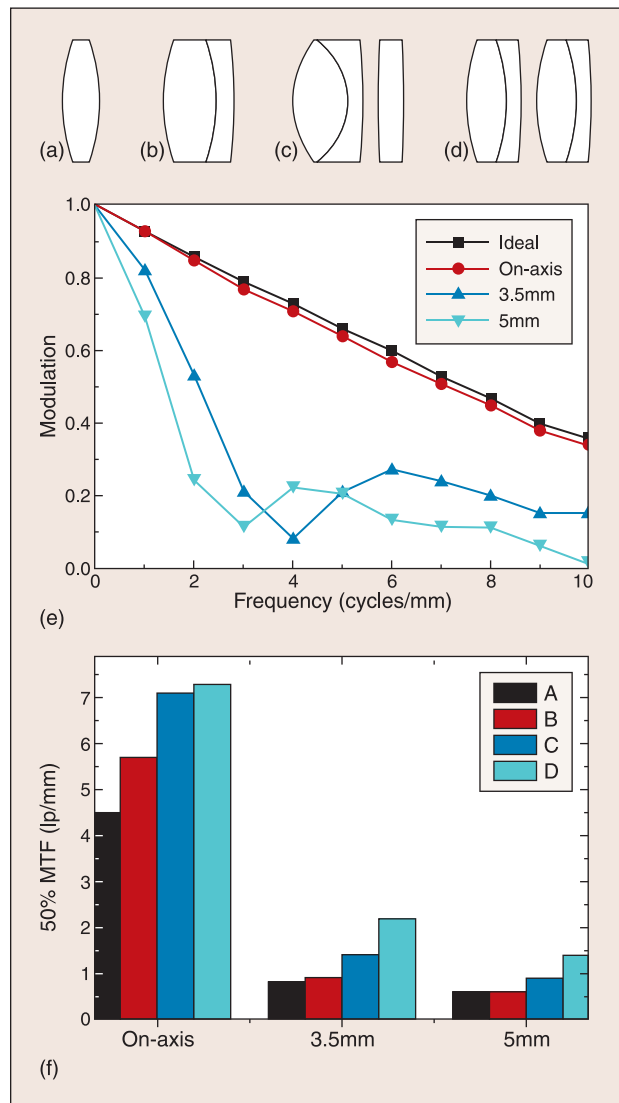 (a) (b) (c) (d)
1.0
0.8
0.6
0.4
0.2
0.0
Modulation
Ideal
On-axis
3.5mm
5mm
0 2 4 6 8 10
Frequency (cycles/mm)
(e)
7
6
5
4
3
2
1
0
50% MTF (lp/mm)
A
B
C
D
On-axis 3.5mm 5mm
(f)